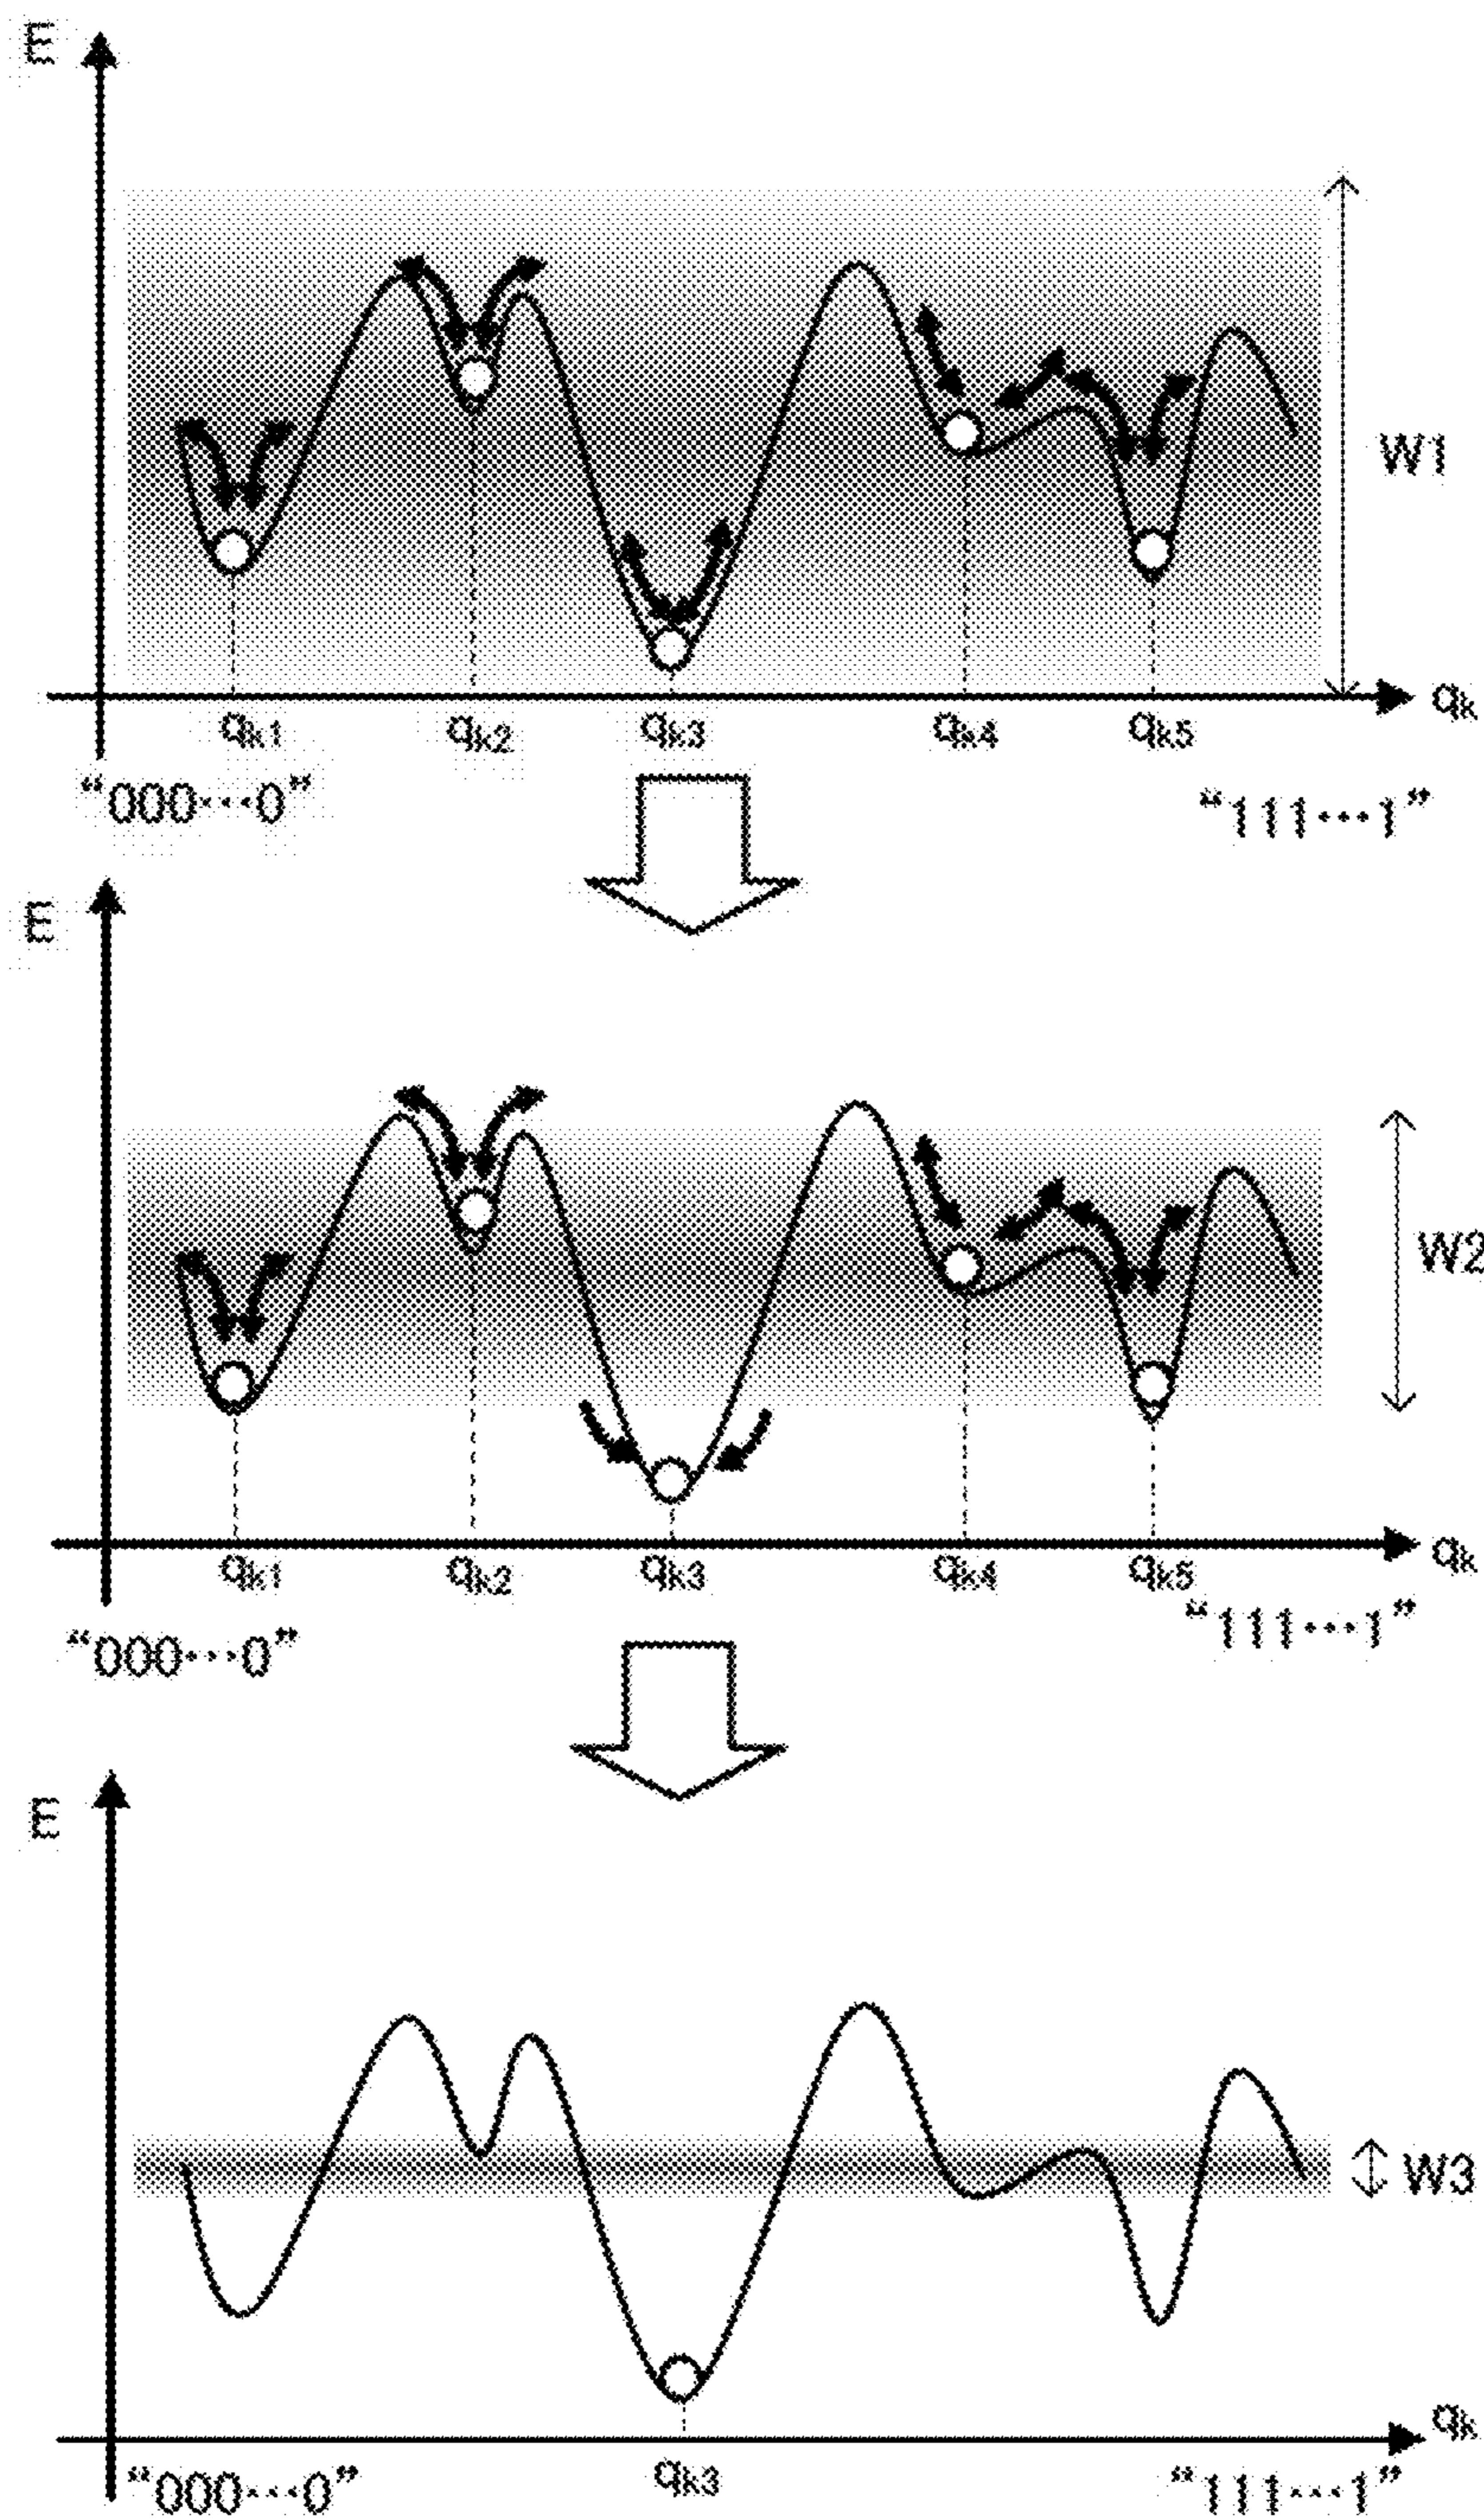 E
W1
qk
qk1 qk2 qk3 qk4 qk5
“000···0” “111···1”
E
W2
qk
qk1 qk2 qk3 qk4 qk5
“000···0” “111···1”
E
W3
qk
“000···0” qk3 “111···1”